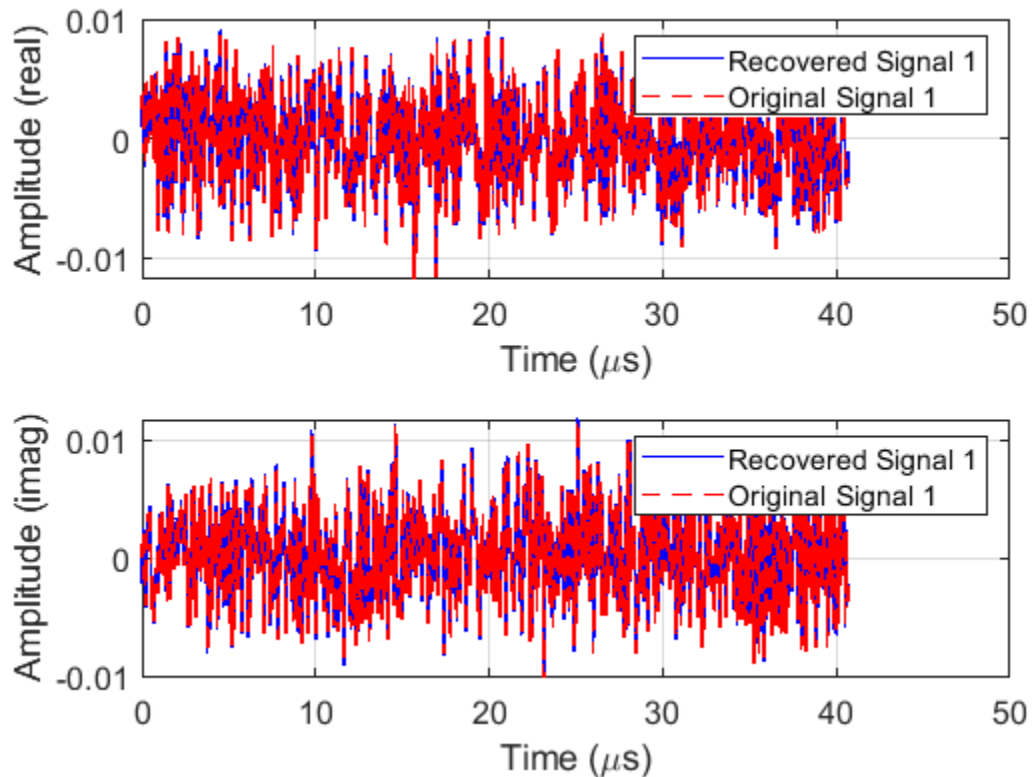 0.01
0
-0.01
Amplitude (real)
Recovered Signal 1
Original Signal 1
0 10 20 30 40 50
Time (μs)
0.01
0
-0.01
Amplitude (imag)
Recovered Signal 1
Original Signal 1
0 10 20 30 40 50
Time (μs)